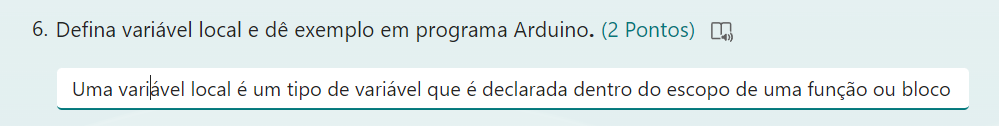 6. Defina variável local e dê exemplo em programa Arduino. (2 Pontos)
Uma variável local é um tipo de variável que é declarada dentro do escopo de uma função ou bloco